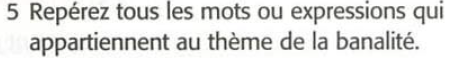 5 Repérez tous les mots ou expressions qui
appartiennent au thème de la banalité.